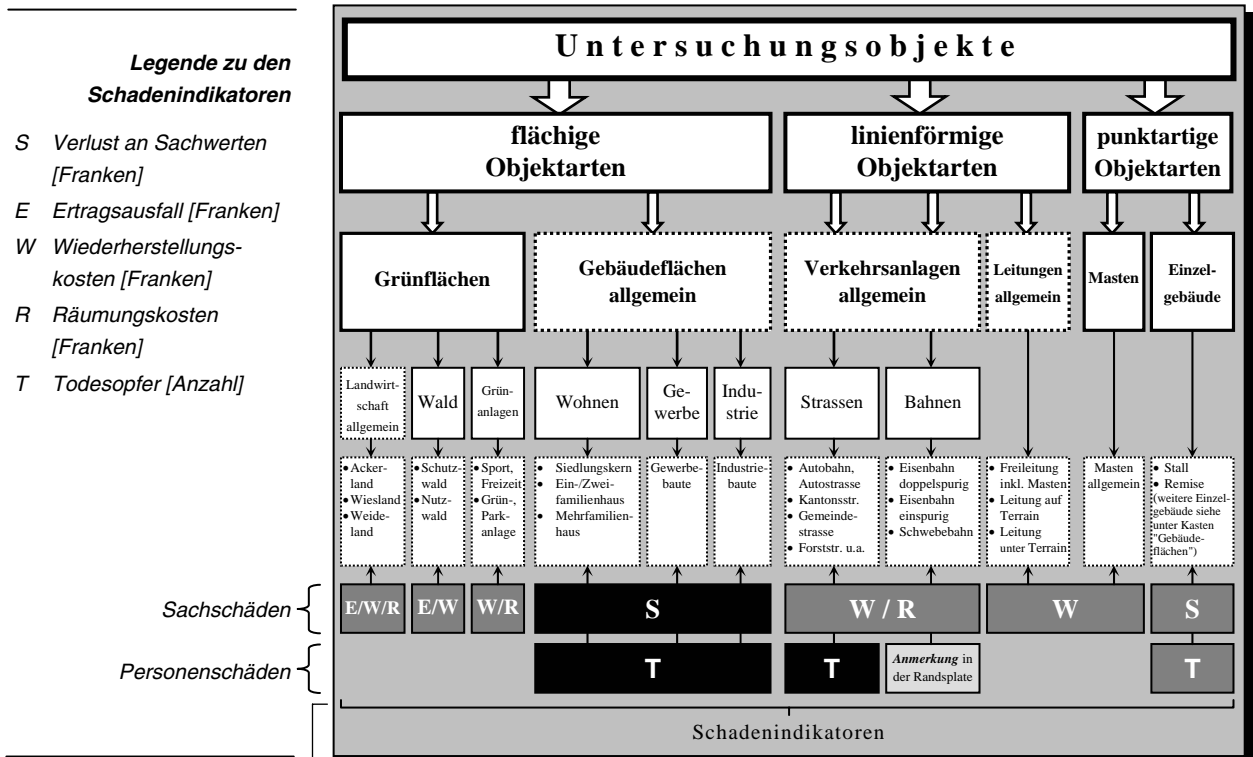 Legende zu den
Schadenindikatoren
S Verlust an Sachwerten
[Franken]
E Ertragsausfall [Franken]
W Wiederherstellungs-
kosten [Franken]
R Räumungskosten
[Franken]
T Todesopfer [Anzahl]
Untersuchungsobjekte
flächige
Objektarten
linienförmige
Objektarten
punktartige
Objektarten
Grünflächen
Gebäudeflächen
allgemein
Verkehrsanlagen
allgemein
Leitungen
allgemein
Masten
Einzel-
gebäude
Landwirt-
schaft
allgemein
Wald
Grün-
anlagen
Wohnen
Ge-
werbe
Indu-
strie
Strassen
Bahnen
• Acker-
land
• Wiesland
• Weide-
land
• Schutz-
wald
• Nutz-
wald
• Sport,
Freizeit
• Grün-,
Park-
anlage
• Siedlungskern
• Ein-/Zwei-
familienhaus
• Mehrfamilien-
haus
Gewerbe-
baute
Industrie-
baute
• Autobahn,
Autostrasse
• Kantonsstr.
• Gemeinde-
strasse
• Forststr. u.a.
• Eisenbahn
doppelspurig
• Eisenbahn
einspurig
• Schwebebahn
• Freileitung
inkl. Masten
• Leitung auf
Terrain
• Leitung
unter Terrain
Masten
allgemein
• Stall
• Remise
(weitere Einzel-
gebäude siehe
unter Kasten
"Gebäude-
flächen")
Sachschäden
E/W/R
E/W
W/R
S
W / R
W
S
Personenschäden
T
T
Anmerkung in
der Randsplate
T
Schadenindikatoren